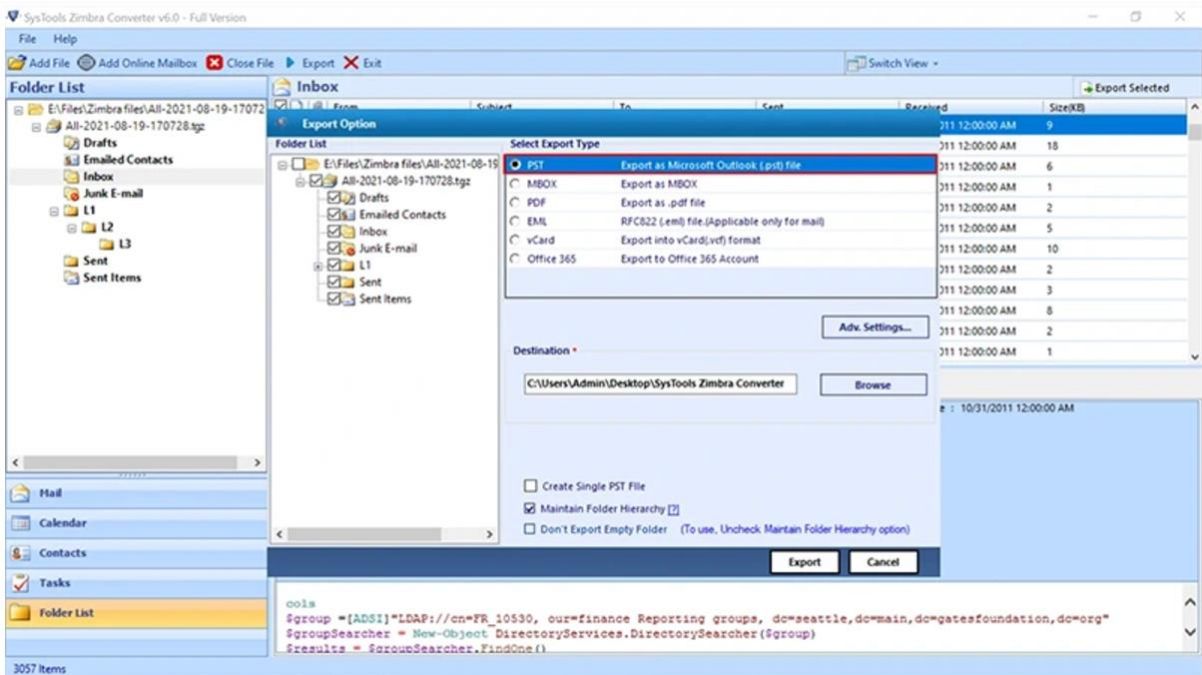 SysTools Zimbra Converter v6.0 - Full Version
File Help
Add File Add Online Mailbox Close File Export Exit Switch View
Folder List
E:\Files\Zimbra files\All-2021-08-19-17072
All-2021-08-19-170728.tgz
Drafts
Emailed Contacts
Inbox
Junk E-mail
L1
L2
L3
Sent
Sent Items
Mail
Calendar
Contacts
Tasks
Folder List
3057 Items
Inbox
Export Selected
From Subject To Sent Received Size(KB)
011 12:00:00 AM 9
011 12:00:00 AM 18
011 12:00:00 AM 6
011 12:00:00 AM 1
011 12:00:00 AM 2
011 12:00:00 AM 5
011 12:00:00 AM 10
011 12:00:00 AM 2
011 12:00:00 AM 3
011 12:00:00 AM 8
011 12:00:00 AM 2
011 12:00:00 AM 1
e : 10/31/2011 12:00:00 AM
Export Option
Folder List
E:\Files\Zimbra files\All-2021-08-19
All-2021-08-19-170728.tgz
Drafts
Emailed Contacts
Inbox
Junk E-mail
L1
Sent
Sent Items
Select Export Type
PST Export as Microsoft Outlook (.pst) file
MBOX Export as MBOX
PDF Export as .pdf file
EML RFC822 (.eml) file.(Applicable only for mail)
vCard Export into vCard(.vcf) format
Office 365 Export to Office 365 Account
Adv. Settings...
Destination *
C:\Users\Admin\Desktop\SysTools Zimbra Converter
Browse
Create Single PST File
Maintain Folder Hierarchy [?]
Don't Export Empty Folder (To use, Uncheck Maintain Folder Hierarchy option)
Export Cancel
cols
$group =[ADSI]"LDAP://cn=FR_10530, our=finance Reporting groups, dc=seattle,dc=main,dc=gatesfoundation,dc=org"
$groupSearcher = New-Object DirectoryServices.DirectorySearcher($group)
$results = $groupSearcher.FindOne()